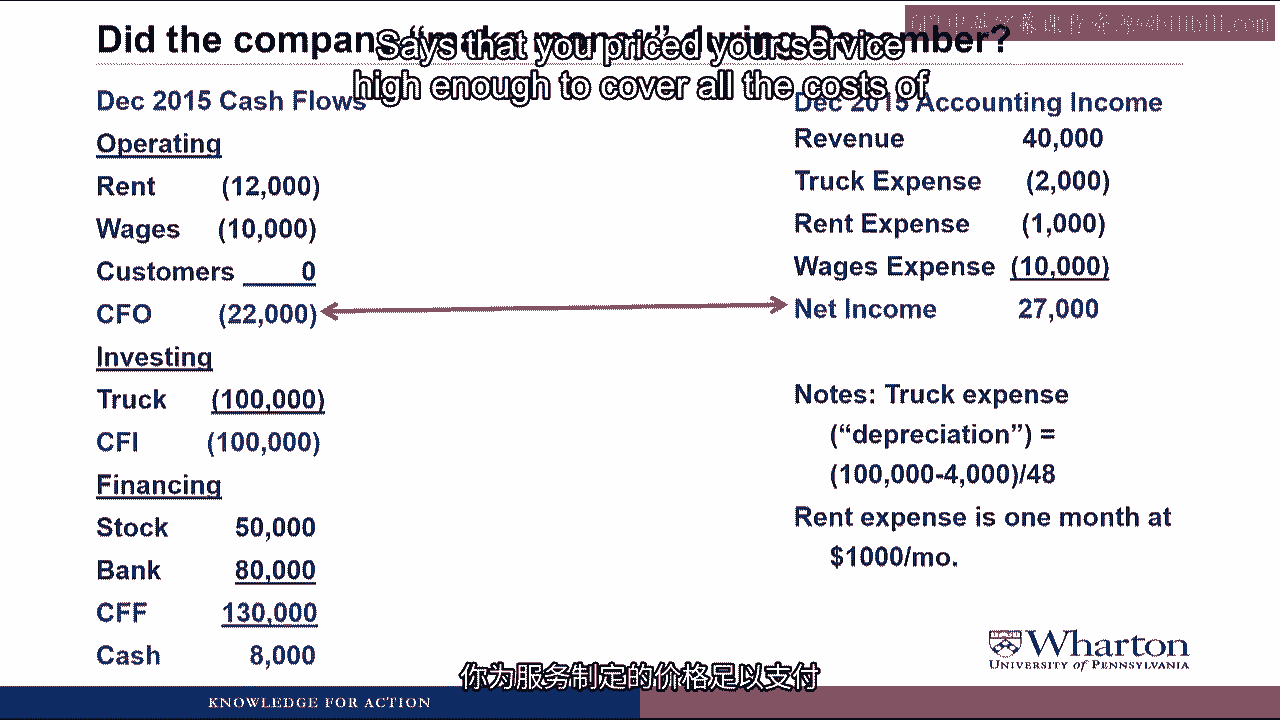 Did the company "make money" during December?
Says that you priced your service
high enough to cover all the costs of
Dec 2015 Cash Flows
Operating
Rent (12,000)
Wages (10,000)
Customers 0
CFO (22,000)
Investing
Truck (100,000)
CFI (100,000)
Financing
Stock 50,000
Bank 80,000
CFF 130,000
Cash 8,000
Dec 2015 Accounting Income
Revenue 40,000
Truck Expense (2,000)
Rent Expense (1,000)
Wages Expense (10,000)
Net Income 27,000
Notes: Truck expense
("depreciation") =
(100,000-4,000)/48
Rent expense is one month at
$1000/mo.
Wharton
UNIVERSITY of PENNSYLVANIA
你为服务制定的价格足以支付
KNOWLEDGE FOR ACTION